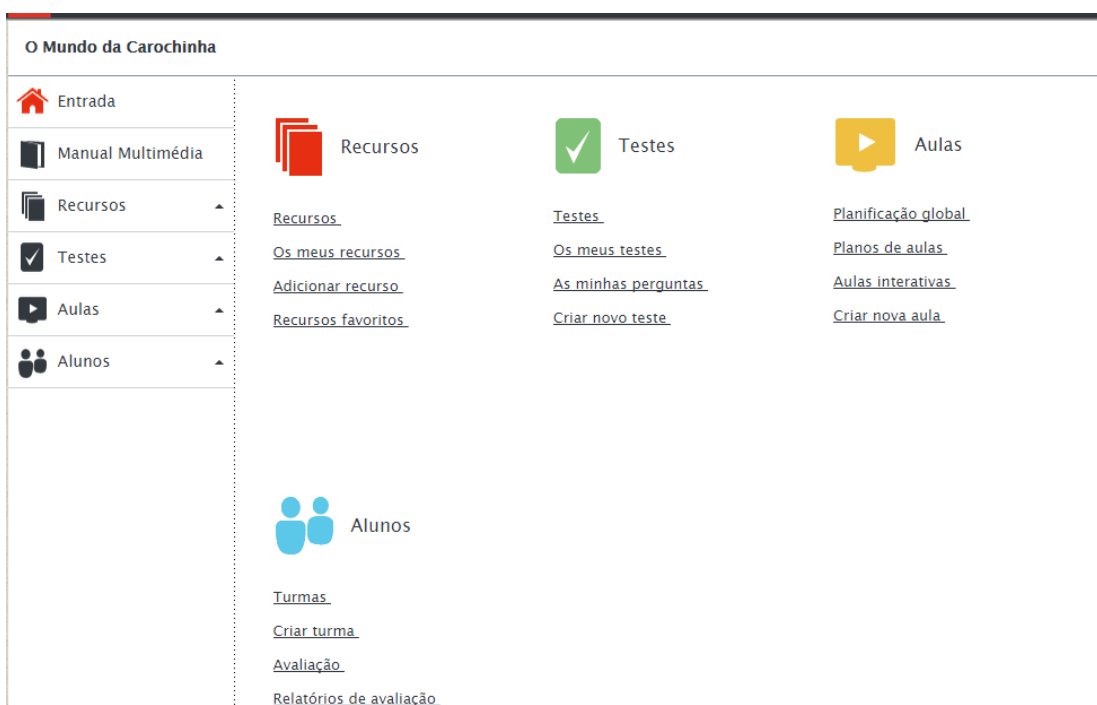 O Mundo da Carochinha
Entrada
Manual Multimédia
Recursos
Testes
Aulas
Alunos
Recursos
Recursos
Os meus recursos
Adicionar recurso
Recursos favoritos
Testes
Testes
Os meus testes
As minhas perguntas
Criar novo teste
Aulas
Planificação global
Planos de aulas
Aulas interativas
Criar nova aula
Alunos
Turmas
Criar turma
Avaliação
Relatórios de avaliação